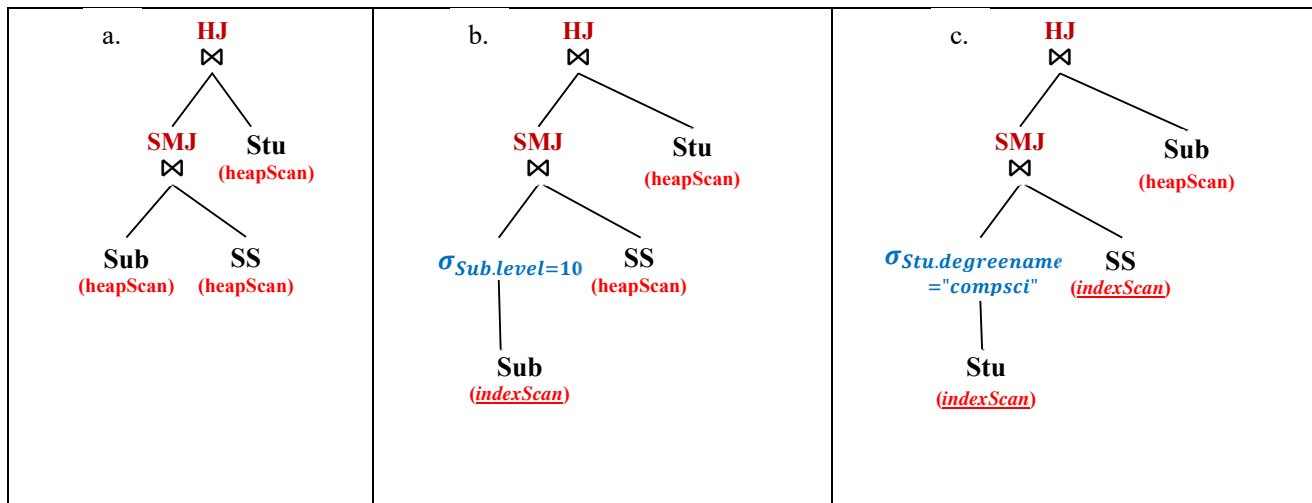 a.
HJ
⋈
SMJ
⋈
Stu
(heapScan)
Sub
(heapScan)
SS
(heapScan)
b.
HJ
⋈
SMJ
⋈
Stu
(heapScan)
σSub.level=10
SS
(heapScan)
Sub
(indexScan)
c.
HJ
⋈
SMJ
⋈
Sub
(heapScan)
σStu.degreename
="compsci"
SS
(indexScan)
Stu
(indexScan)